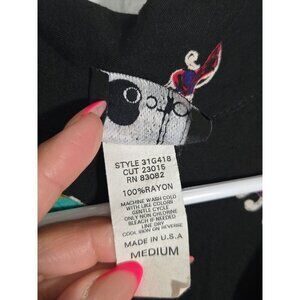 STYLE 31G418
CUT 23015
RN 83082
100%RAYON
MACHINE WASH COLD
WITH LIKE COLORS
GENTLE CYCLE
ONLY NON CHLORINE
BLEACH IF NEEDED
LINE DRY
COOL IRON ON REVERSE
MADE IN U.S.A
MEDIUM